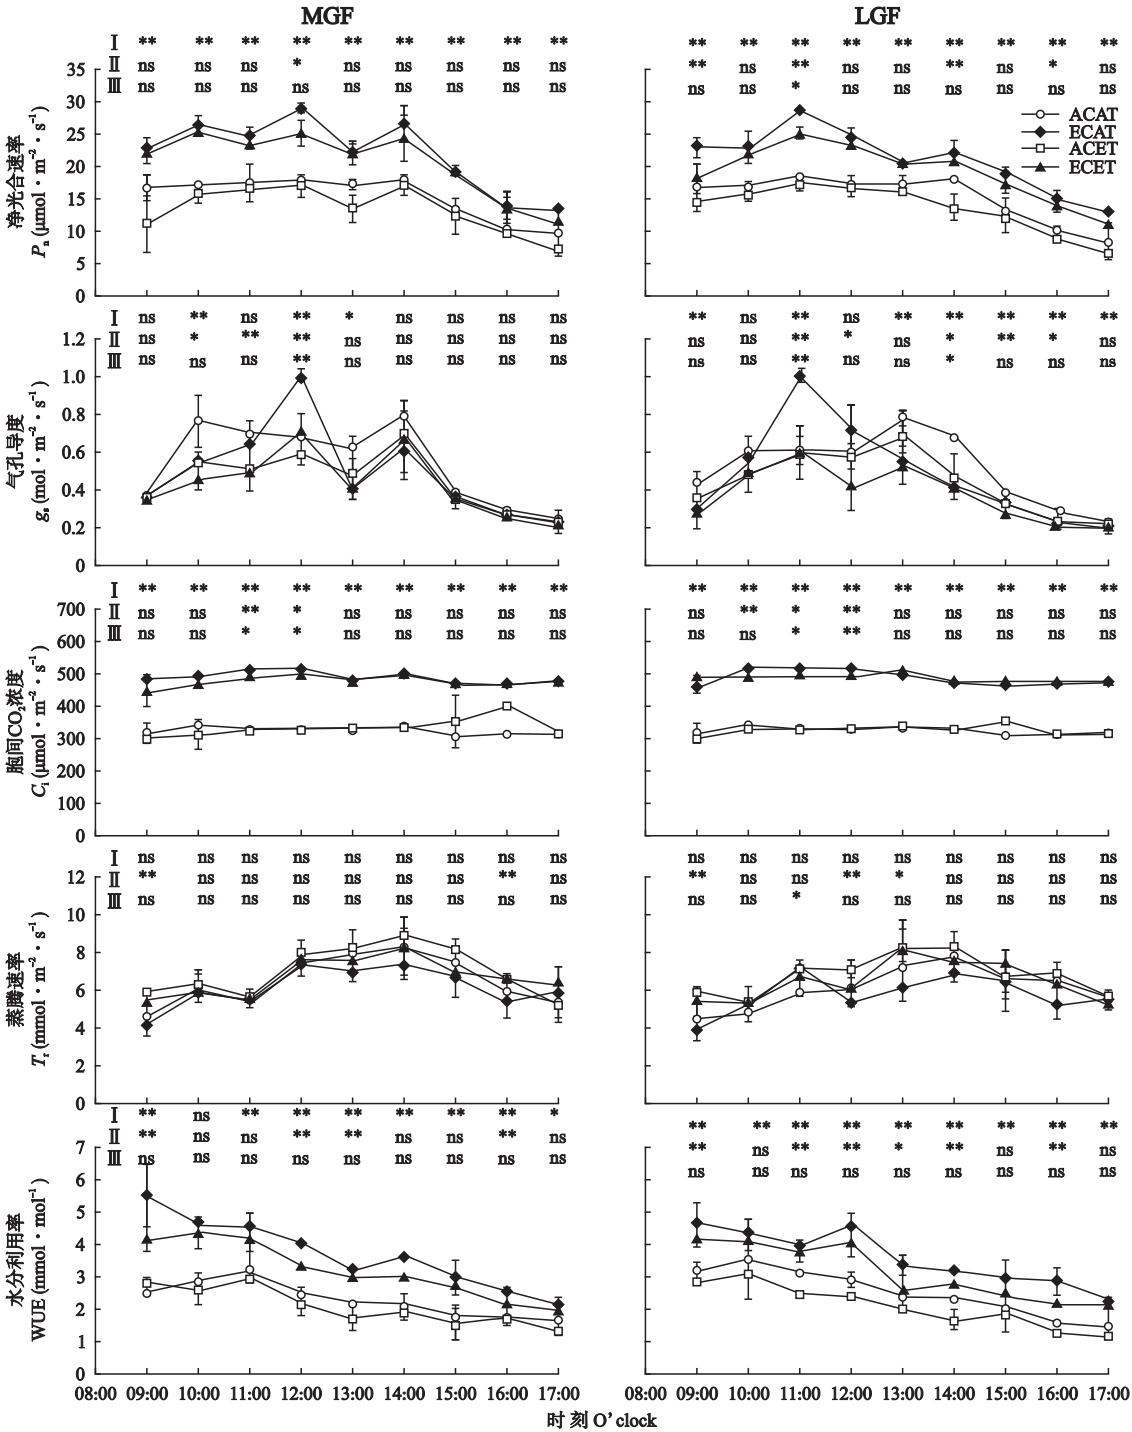 MGF LGF
Ⅰ ** ** ** ** ** ** ** ** ** ** ** ** ** ** ** ** ** **
Ⅱ ns ns ns * ns ns ns ns ns ** ns ** ns ns ** ns * ns
Ⅲ ns ns ns ns ns ns ns ns ns ns ns * ns ns ns ns ns ns
35
30
25
20
15
10
5
0
净光合速率
Pn (μmol·m⁻²·s⁻¹)
ACAT
ECAT
ACET
ECET
Ⅰ ns ** ns ** * ns ns ns ns ** ns ** ns ** ** ** ** **
Ⅱ ns * ** ** ns ns ns ns ns ns ns ** * ns * ** * ns
Ⅲ ns ns ns ** ns ns ns ns ns ns ns ** ns ns * ns ns ns
1.2
1.0
0.8
0.6
0.4
0.2
0
气孔导度
gs (mol·m⁻²·s⁻¹)
Ⅰ ** ** ** ** ** ** ** ** ** ** ** ** ** ** ** ** ** **
Ⅱ ns ns ** * ns ns ns ns ns ns ** * ** ns ns ns ns ns
Ⅲ ns ns * * ns ns ns ns ns ns ns * ** ns ns ns ns ns
700
600
500
400
300
200
100
0
胞间CO₂浓度
Ci (μmol·m⁻²·s⁻¹)
Ⅰ ns ns ns ns ns ns ns ns ns ns ns ns ns ns ns ns ns ns
Ⅱ ** ns ns ns ns ns ns ** ns ** ns ns ** * ns ns ns ns
Ⅲ ns ns ns ns ns ns ns ns ns ns ns * ns ns ns ns ns ns
12
10
8
6
4
2
0
蒸腾速率
Tr (mmol·m⁻²·s⁻¹)
Ⅰ ** ns ** ** ** ** ** ** * ** ** ** ** ** ** ** ** **
Ⅱ ** ns ns ** ** ns ns ** ns ** ns ** ** * ** ns ** ns
Ⅲ ns ns ns ns ns ns ns ns ns ns ns ns ns ns ns ns ns ns
7
6
5
4
3
2
1
0
水分利用率
WUE (mmol·mol⁻¹)
08:00 09:00 10:00 11:00 12:00 13:00 14:00 15:00 16:00 17:00 08:00 09:00 10:00 11:00 12:00 13:00 14:00 15:00 16:00 17:00
时 刻 O’clock